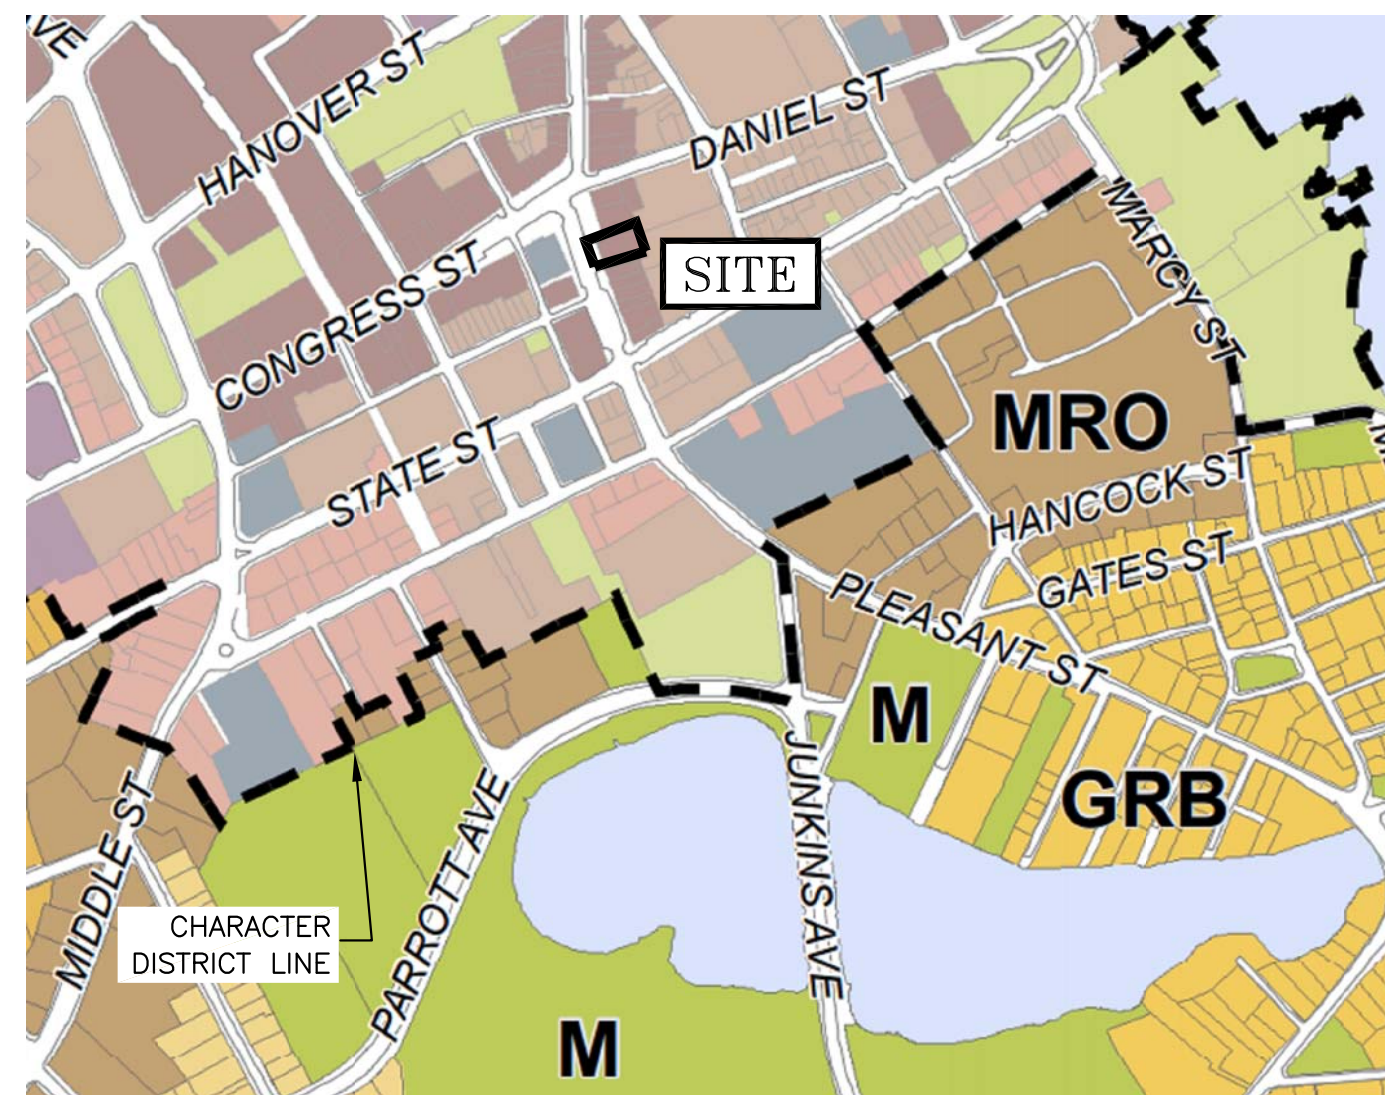 VE
HANOVER ST
DANIEL ST
MARCY ST
SITE
CONGRESS ST
MRO
STATE ST
HANCOCK ST
GATES ST
PLEASANT ST
M
GRB
JUNKINS AVE
MIDDLE ST
PARROTT AVE
CHARACTER
DISTRICT LINE
M